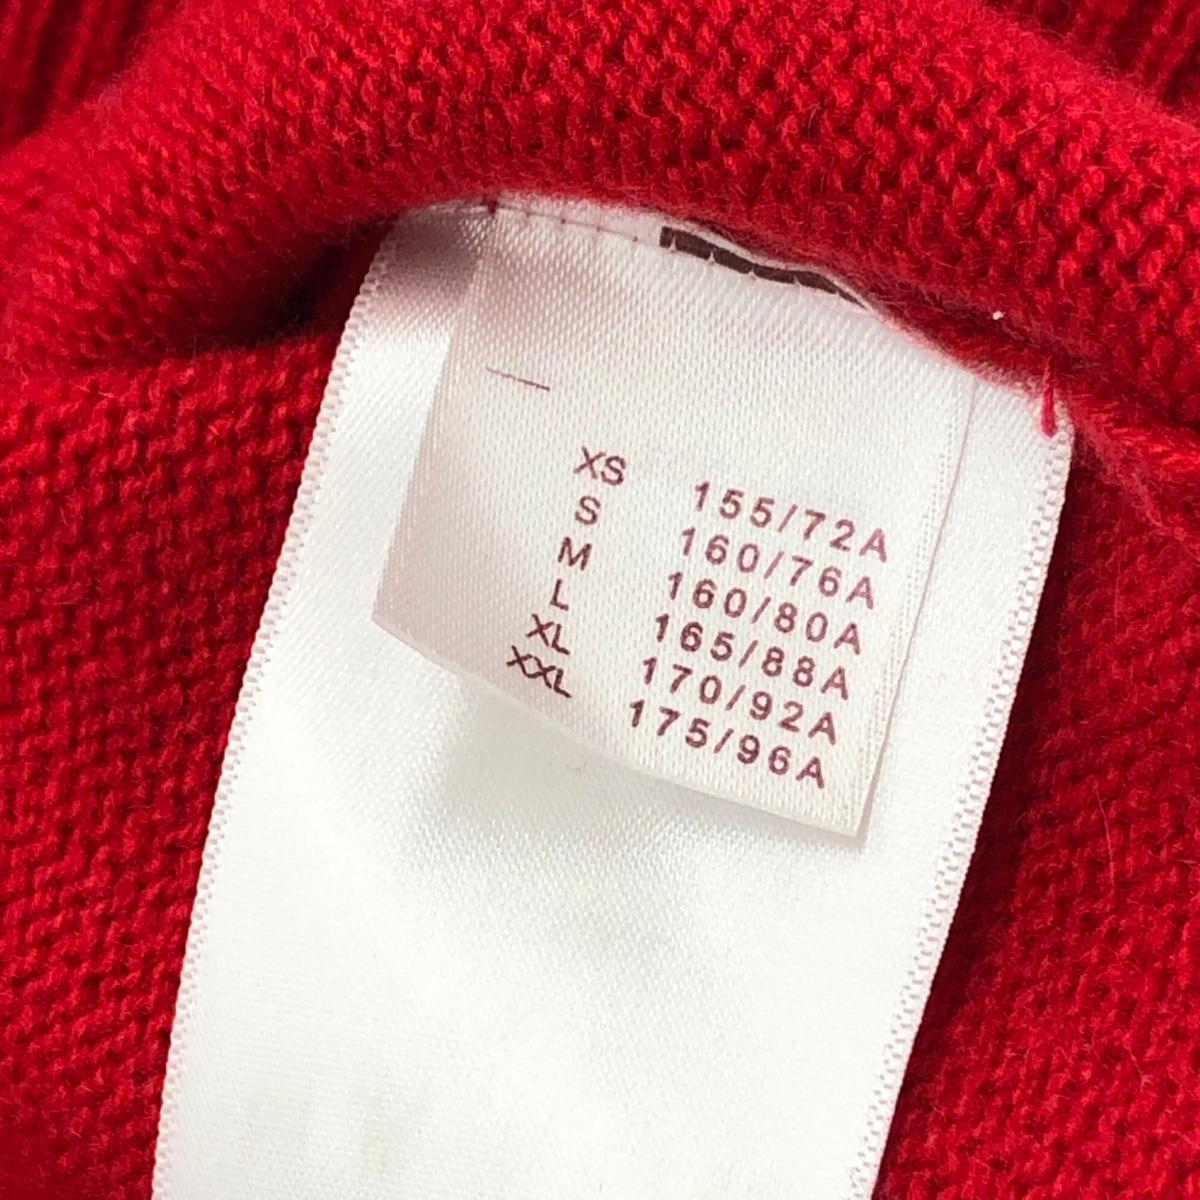 XS 155/72A
S 160/76A
M 160/80A
L 165/88A
XL 170/92A
XXL 175/96A